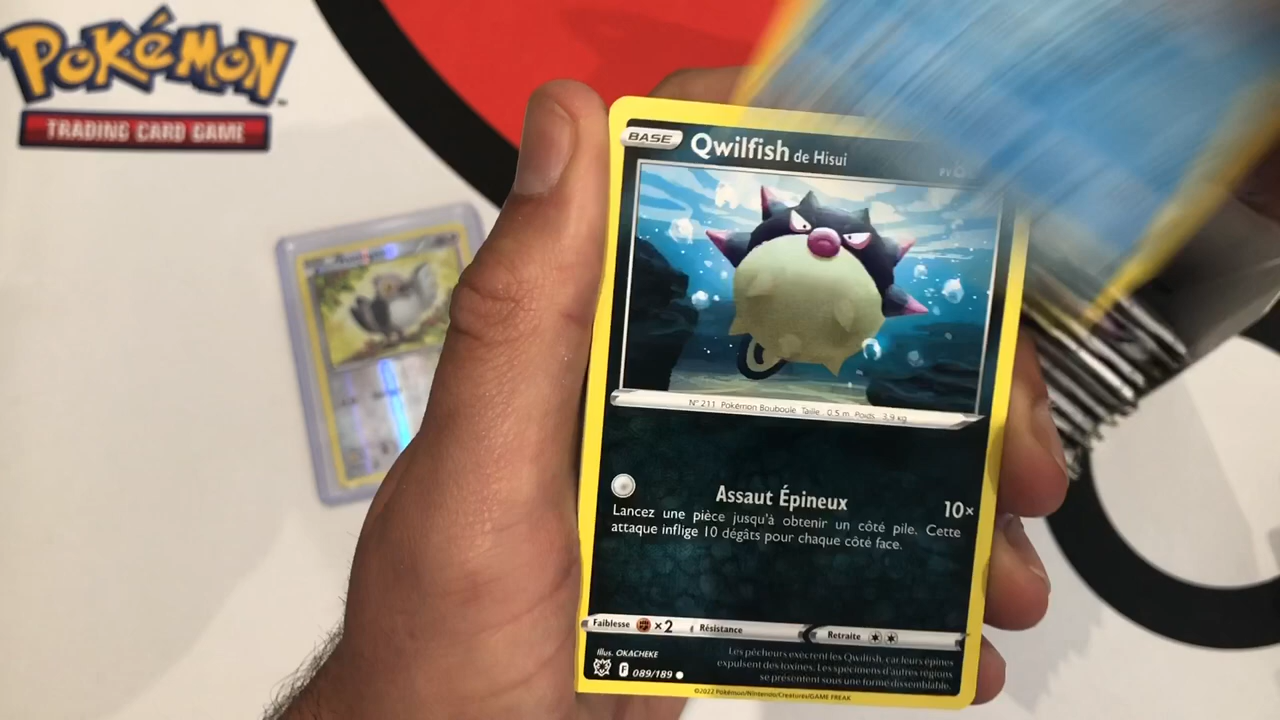 Pokémon
TRADING CARD GAME
BASE
Qwilfish de Hisui
N° 211 Pokémon Bouboule Taille : 0.5 m Poids : 3,9 kg
Assaut Épineux
10×
Lancez une pièce jusqu'à obtenir un côté pile. Cette
attaque inflige 10 dégâts pour chaque côté face.
Faiblesse ×2 Résistance Retraite
Illus. OKACHEKE
F 089/189
Les pêcheurs exècrent les Qwilfish, car leurs épines
expulsent des toxines. Les spécimens d'autres régions
se présentent sous une forme dissemblable.
©2022 Pokémon/Nintendo/Creatures/GAME FREAK